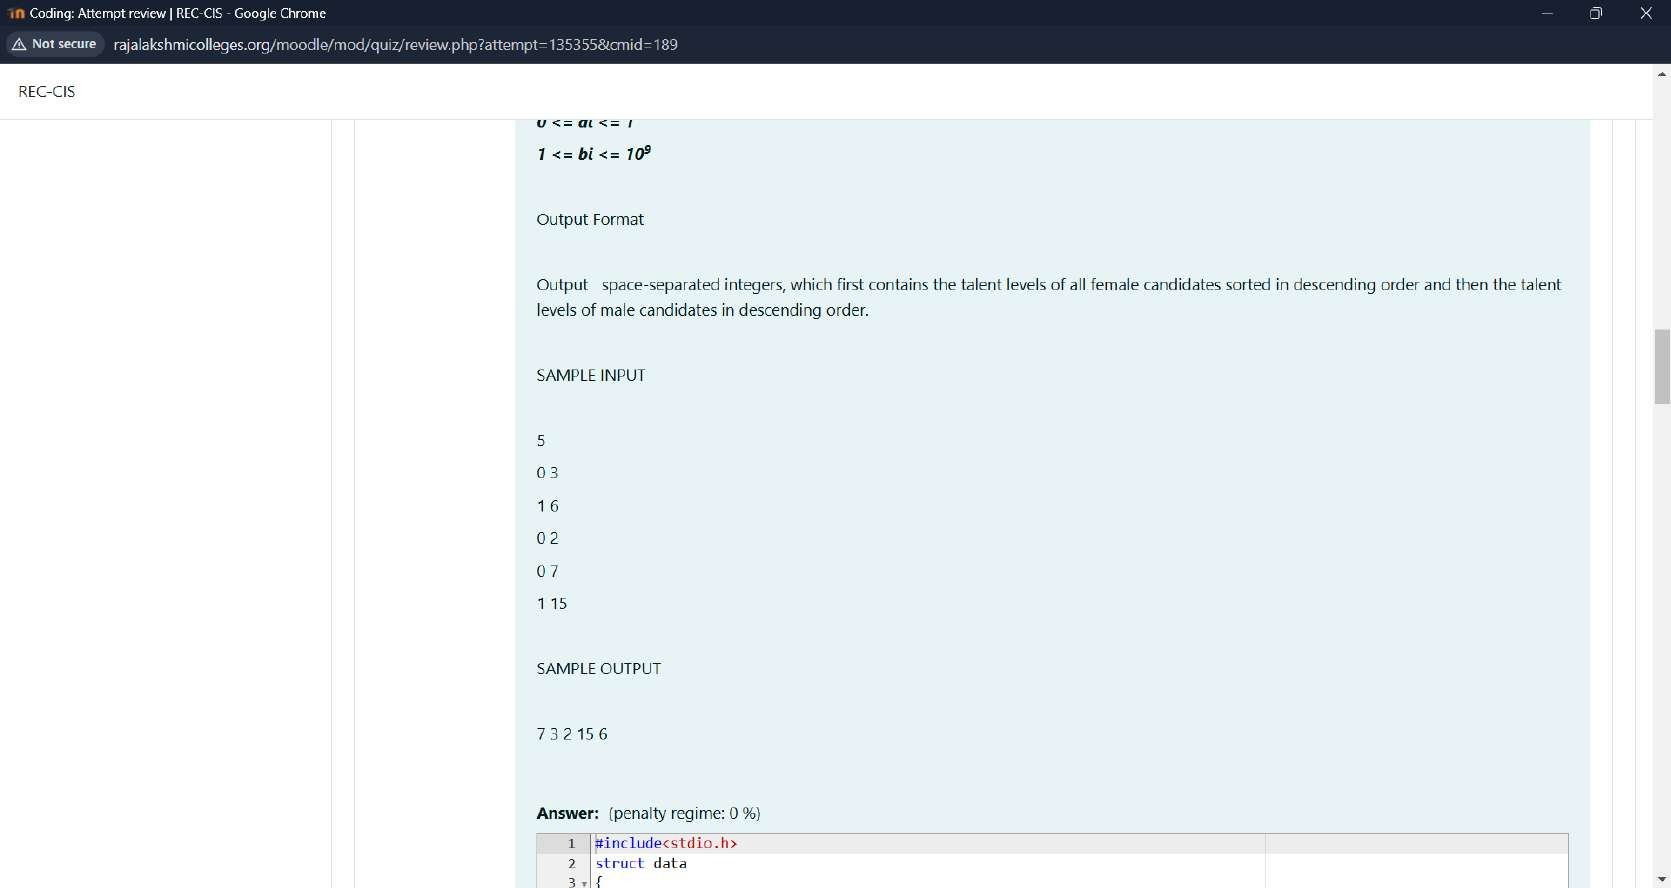 Coding: Attempt review | REC-CIS - Google Chrome
Not secure rajalakshmicolleges.org/moodle/mod/quiz/review.php?attempt=135355&cmid=189
REC-CIS
0 <= ai <= 1
1 <= bi <= 10⁹
Output Format
Output space-separated integers, which first contains the talent levels of all female candidates sorted in descending order and then the talent
levels of male candidates in descending order.
SAMPLE INPUT
5
0 3
1 6
0 2
0 7
1 15
SAMPLE OUTPUT
7 3 2 15 6
Answer: (penalty regime: 0 %)
1 #include<stdio.h>
2 struct data
3 {